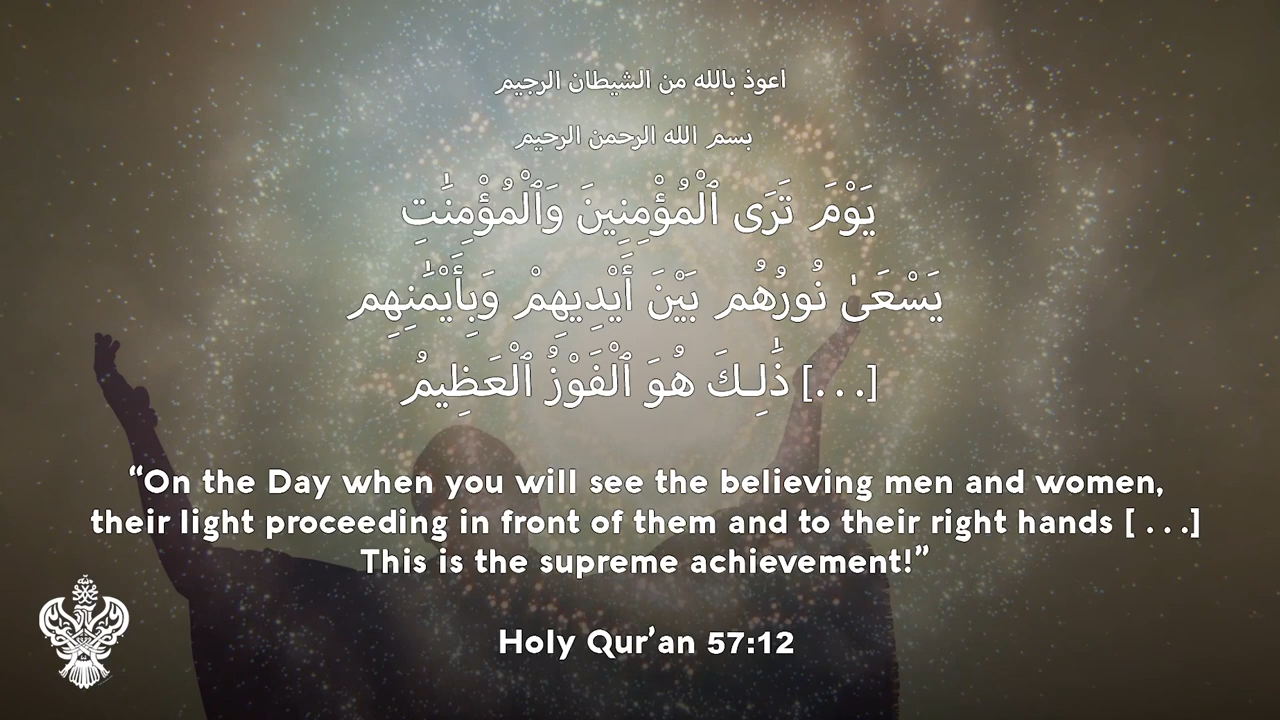 اعوذ بالله من الشيطان الرجيم
بسم الله الرحمن الرحيم
يَوْمَ تَرَى ٱلْمُؤْمِنِينَ وَٱلْمُؤْمِنَٰتِ
يَسْعَىٰ نُورُهُم بَيْنَ أَيْدِيهِمْ وَبِأَيْمَٰنِهِم
[. . .] ذَٰلِكَ هُوَ ٱلْفَوْزُ ٱلْعَظِيمُ
“On the Day when you will see the believing men and women,
their light proceeding in front of them and to their right hands [ . . .]
This is the supreme achievement!”
Holy Qur’an 57:12